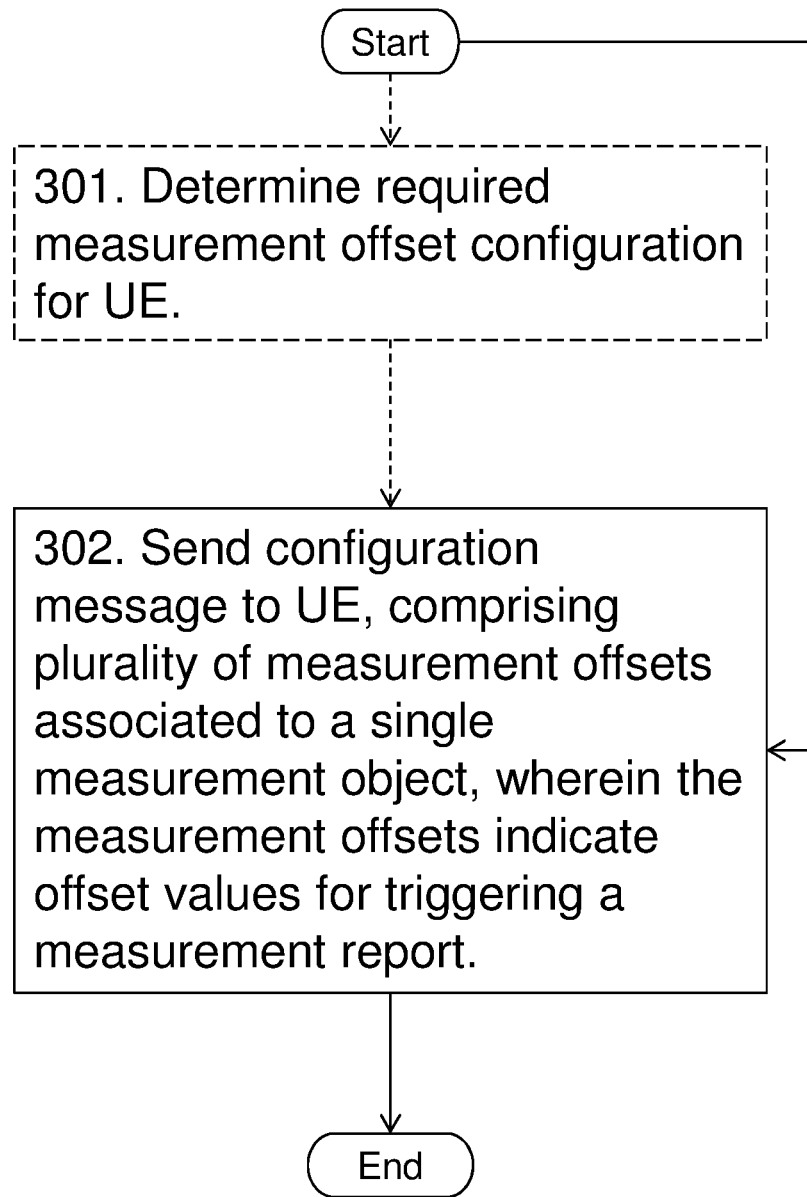 Start
301. Determine required
measurement offset configuration
for UE.
302. Send configuration
message to UE, comprising
plurality of measurement offsets
associated to a single
measurement object, wherein the
measurement offsets indicate
offset values for triggering a
measurement report.
End